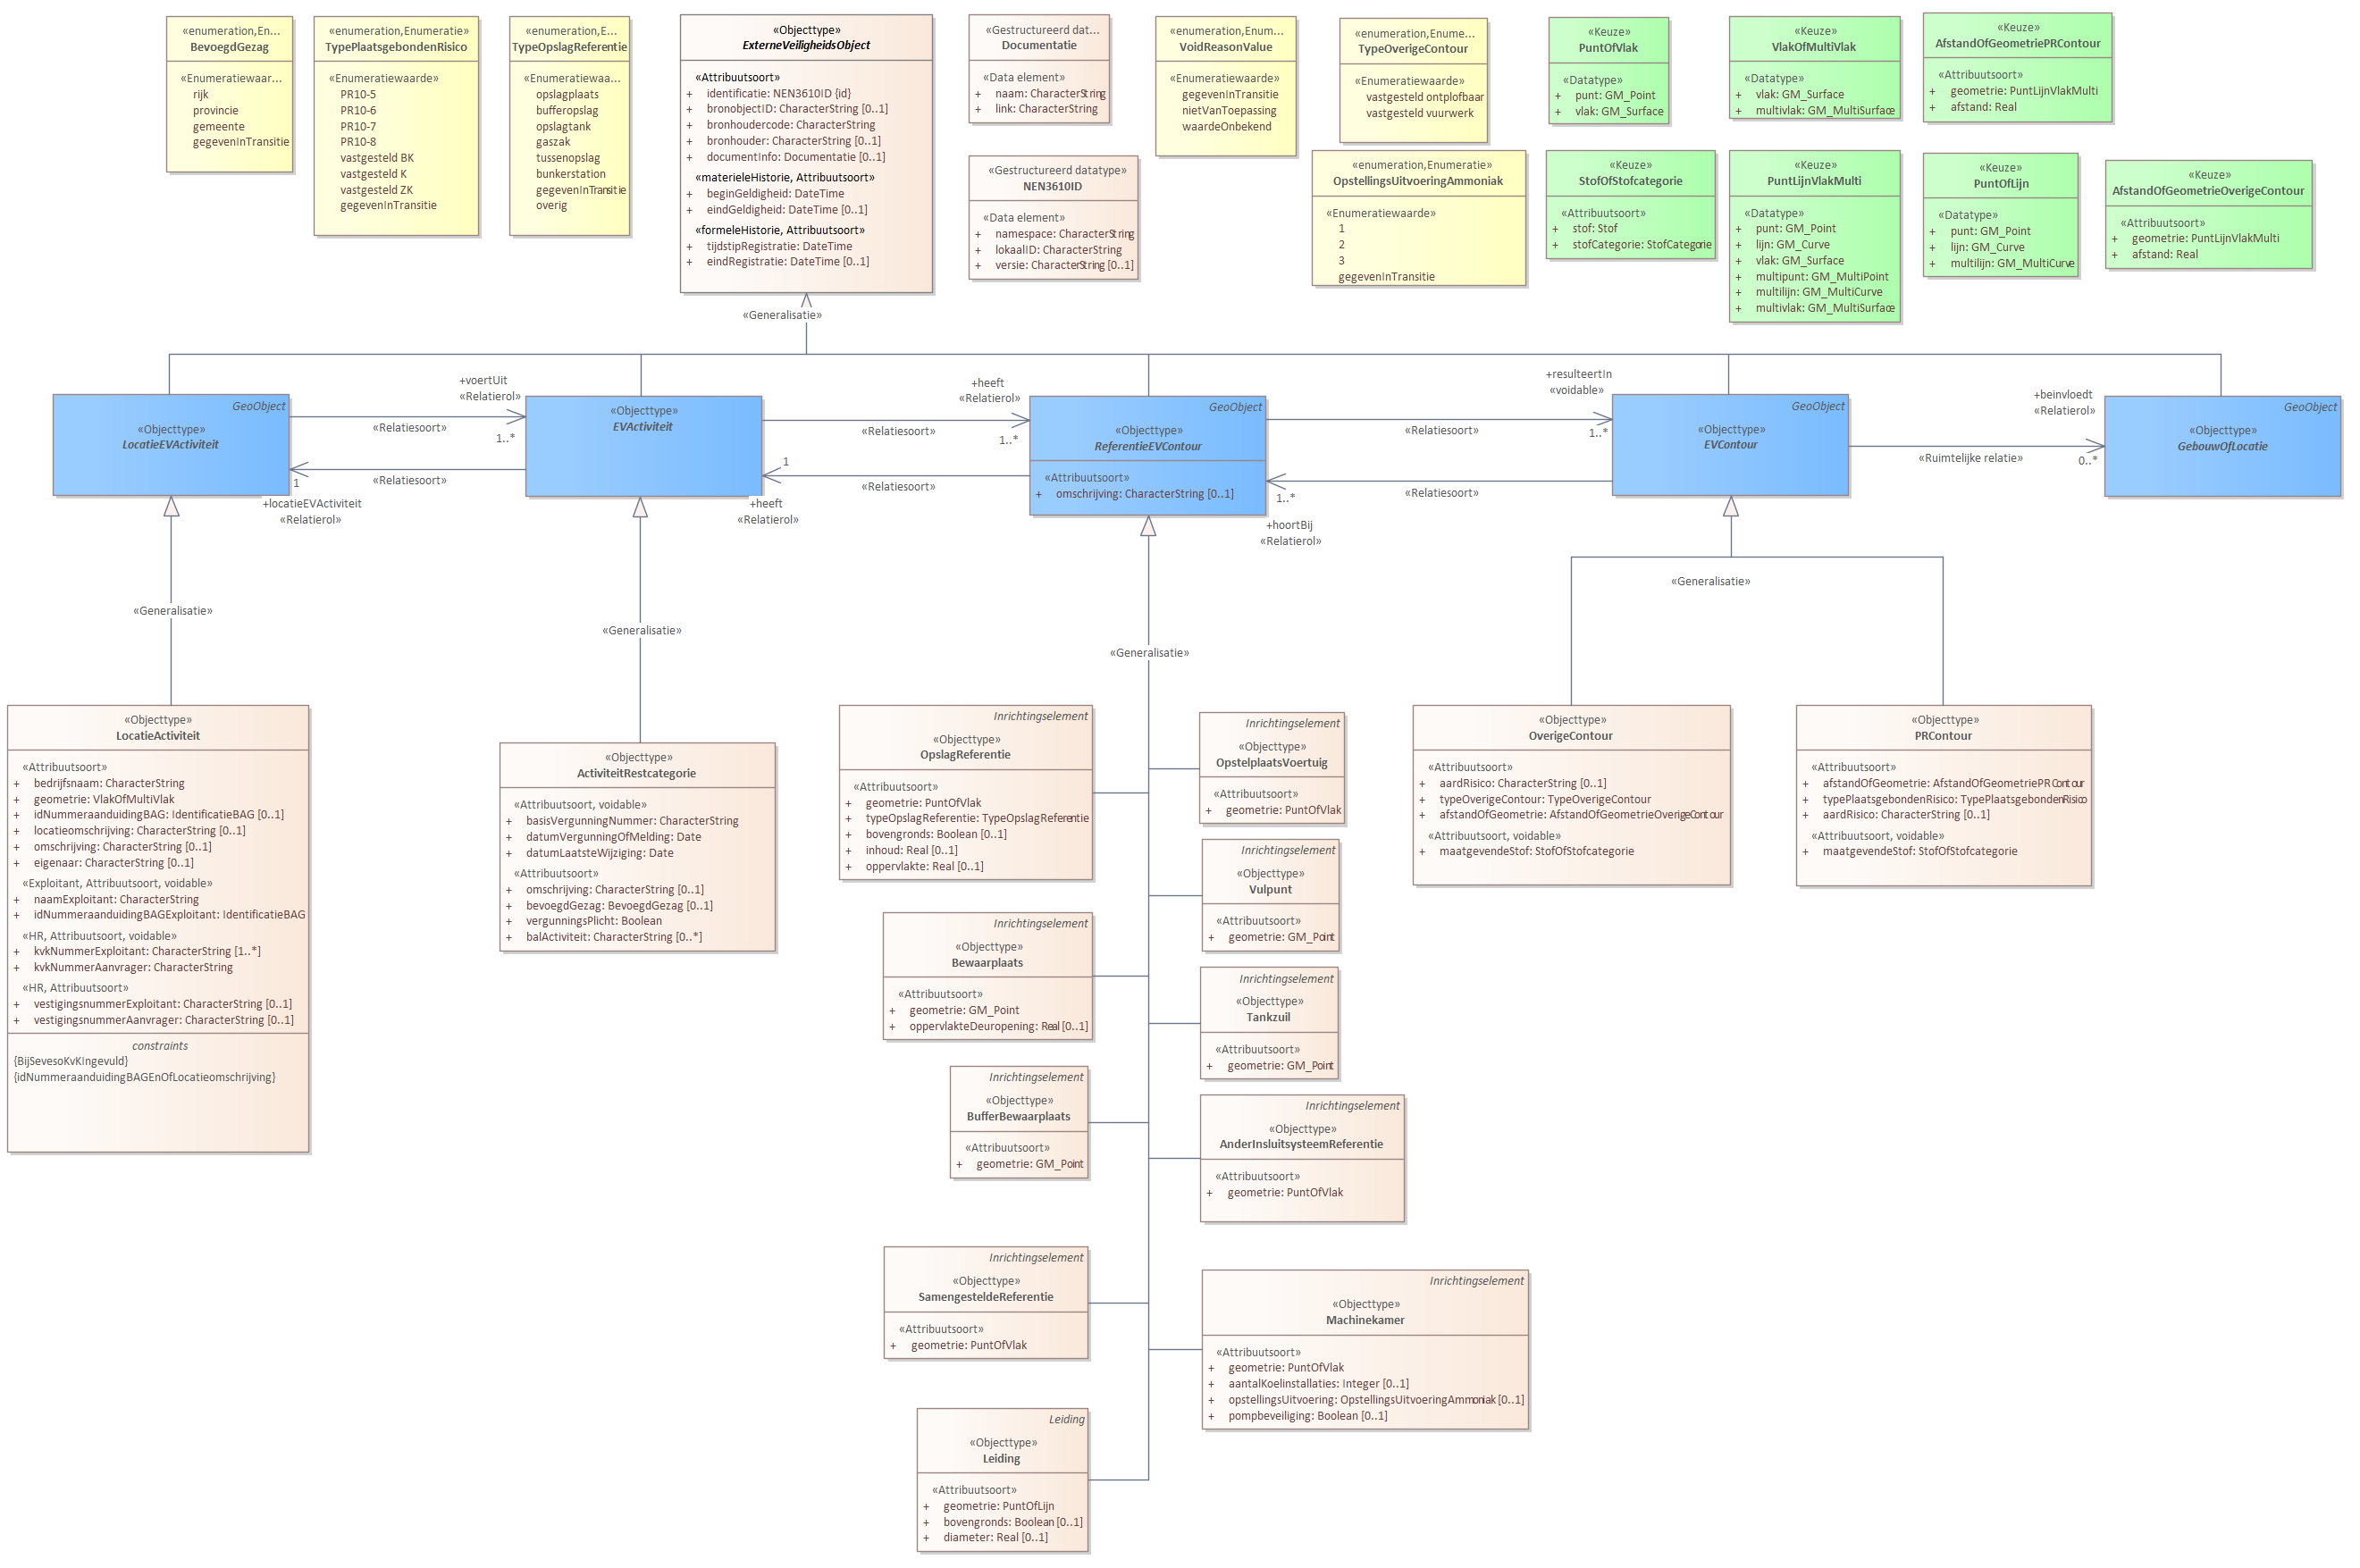 «enumeration,En...
BevoegdGezag
«Enumeratiewaar...
rijk
provincie
gemeente
gegevenInTransitie
«enumeration,Enumeratie»
TypePlaatsgebondenRisico
«Enumeratiewaarde»
PR10-5
PR10-6
PR10-7
PR10-8
vastgesteld BK
vastgesteld K
vastgesteld ZK
gegevenInTransitie
«enumeration,E...
TypeOpslagReferentie
«Enumeratiewaa...
opslagplaats
bufferopslag
opslagtank
gaszak
tussenopslag
bunkerstation
gegevenInTransitie
overig
«Objecttype»
ExterneVeiligheidsObject
«Attribuutsoort»
+ identificatie: NEN3610ID {id}
+ bronobjectID: CharacterString [0..1]
+ bronhoudercode: CharacterString
+ bronhouder: CharacterString [0..1]
+ documentInfo: Documentatie [0..1]
«materieleHistorie, Attribuutsoort»
+ beginGeldigheid: DateTime
+ eindGeldigheid: DateTime [0..1]
«formeleHistorie, Attribuutsoort»
+ tijdstipRegistratie: DateTime
+ eindRegistratie: DateTime [0..1]
«Gestructureerd dat...
Documentatie
«Data element»
+ naam: CharacterString
+ link: CharacterString
«Gestructureerd datatype»
NEN3610ID
«Data element»
+ namespace: CharacterString
+ lokaalID: CharacterString
+ versie: CharacterString [0..1]
«enumeration,Enum...
VoidReasonValue
«Enumeratiewaarde»
gegevenInTransitie
nietVanToepassing
waardeOnbekend
«enumeration,Enume...
TypeOverigeContour
«Enumeratiewaarde»
vastgesteld ontplofbaar
vastgesteld vuurwerk
«enumeration,Enumeratie»
OpstellingsUitvoeringAmmoniak
«Enumeratiewaarde»
1
2
3
gegevenInTransitie
«Keuze»
PuntOfVlak
«Datatype»
+ punt: GM_Point
+ vlak: GM_Surface
«Keuze»
VlakOfMultiVlak
«Datatype»
+ vlak: GM_Surface
+ multivlak: GM_MultiSurface
«Keuze»
AfstandOfGeometriePRContour
«Attribuutsoort»
+ geometrie: PuntLijnVlakMulti
+ afstand: Real
«Keuze»
StofOfStofcategorie
«Attribuutsoort»
+ stof: Stof
+ stofCategorie: StofCategorie
«Keuze»
PuntLijnVlakMulti
«Datatype»
+ punt: GM_Point
+ lijn: GM_Curve
+ vlak: GM_Surface
+ multipunt: GM_MultiPoint
+ multilijn: GM_MultiCurve
+ multivlak: GM_MultiSurface
«Keuze»
PuntOfLijn
«Datatype»
+ punt: GM_Point
+ lijn: GM_Curve
+ multilijn: GM_MultiCurve
«Keuze»
AfstandOfGeometrieOverigeContour
«Attribuutsoort»
+ geometrie: PuntLijnVlakMulti
+ afstand: Real
«Generalisatie»
GeoObject
«Objecttype»
LocatieEVActiviteit
+voertUit
«Relatierol»
«Relatiesoort»
1..*
«Relatiesoort»
1
+locatieEVActiviteit
«Relatierol»
«Objecttype»
EVActiviteit
+heeft
«Relatierol»
«Relatiesoort»
1..*
1
«Relatiesoort»
+heeft
«Relatierol»
GeoObject
«Objecttype»
ReferentieEVContour
«Attribuutsoort»
+ omschrijving: CharacterString [0..1]
+resulteertIn
«voidable»
«Relatiesoort»
1..*
«Relatiesoort»
1..*
+hoortBij
«Relatierol»
GeoObject
«Objecttype»
EVContour
+beinvloedt
«Relatierol»
«Ruimtelijke relatie»
0..*
GeoObject
«Objecttype»
GebouwOfLocatie
«Generalisatie»
«Generalisatie»
«Generalisatie»
«Generalisatie»
«Objecttype»
LocatieActiviteit
«Attribuutsoort»
+ bedrijfsnaam: CharacterString
+ geometrie: VlakOfMultiVlak
+ idNummeraanduidingBAG: IdentificatieBAG [0..1]
+ locatieomschrijving: CharacterString [0..1]
+ omschrijving: CharacterString [0..1]
+ eigenaar: CharacterString [0..1]
«Exploitant, Attribuutsoort, voidable»
+ naamExploitant: CharacterString
+ idNummeraanduidingBAGExploitant: IdentificatieBAG
«HR, Attribuutsoort, voidable»
+ kvkNummerExploitant: CharacterString [1..*]
+ kvkNummerAanvrager: CharacterString
«HR, Attribuutsoort»
+ vestigingsnummerExploitant: CharacterString [0..1]
+ vestigingsnummerAanvrager: CharacterString [0..1]
constraints
{BijSevesoKvKIngevuld}
{idNummeraanduidingBAGEnOfLocatieomschrijving}
«Objecttype»
ActiviteitRestcategorie
«Attribuutsoort, voidable»
+ basisVergunningNummer: CharacterString
+ datumVergunningOfMelding: Date
+ datumLaatsteWijziging: Date
«Attribuutsoort»
+ omschrijving: CharacterString [0..1]
+ bevoegdGezag: BevoegdGezag [0..1]
+ vergunningsPlicht: Boolean
+ balActiviteit: CharacterString [0..*]
Inrichtingselement
«Objecttype»
OpslagReferentie
«Attribuutsoort»
+ geometrie: PuntOfVlak
+ typeOpslagReferentie: TypeOpslagReferentie
+ bovengronds: Boolean [0..1]
+ inhoud: Real [0..1]
+ oppervlakte: Real [0..1]
Inrichtingselement
«Objecttype»
OpstelplaatsVoertuig
«Attribuutsoort»
+ geometrie: PuntOfVlak
Inrichtingselement
«Objecttype»
Vulpunt
«Attribuutsoort»
+ geometrie: GM_Point
Inrichtingselement
«Objecttype»
Bewaarplaats
«Attribuutsoort»
+ geometrie: GM_Point
+ oppervlakteDeuropening: Real [0..1]
Inrichtingselement
«Objecttype»
Tankzuil
«Attribuutsoort»
+ geometrie: GM_Point
Inrichtingselement
«Objecttype»
BufferBewaarplaats
«Attribuutsoort»
+ geometrie: GM_Point
Inrichtingselement
«Objecttype»
AnderInsluitsysteemReferentie
«Attribuutsoort»
+ geometrie: PuntOfVlak
Inrichtingselement
«Objecttype»
SamengesteldeReferentie
«Attribuutsoort»
+ geometrie: PuntOfVlak
Inrichtingselement
«Objecttype»
Machinekamer
«Attribuutsoort»
+ geometrie: PuntOfVlak
+ aantalKoelinstallaties: Integer [0..1]
+ opstellingsUitvoering: OpstellingsUitvoeringAmmoniak [0..1]
+ pompbeveiliging: Boolean [0..1]
Leiding
«Objecttype»
Leiding
«Attribuutsoort»
+ geometrie: PuntOfLijn
+ bovengronds: Boolean [0..1]
+ diameter: Real [0..1]
«Objecttype»
OverigeContour
«Attribuutsoort»
+ aardRisico: CharacterString [0..1]
+ typeOverigeContour: TypeOverigeContour
+ afstandOfGeometrie: AfstandOfGeometrieOverigeContour
«Attribuutsoort, voidable»
+ maatgevendeStof: StofOfStofcategorie
«Objecttype»
PRContour
«Attribuutsoort»
+ afstandOfGeometrie: AfstandOfGeometriePRContour
+ typePlaatsgebondenRisico: TypePlaatsgebondenRisico
+ aardRisico: CharacterString [0..1]
«Attribuutsoort, voidable»
+ maatgevendeStof: StofOfStofcategorie